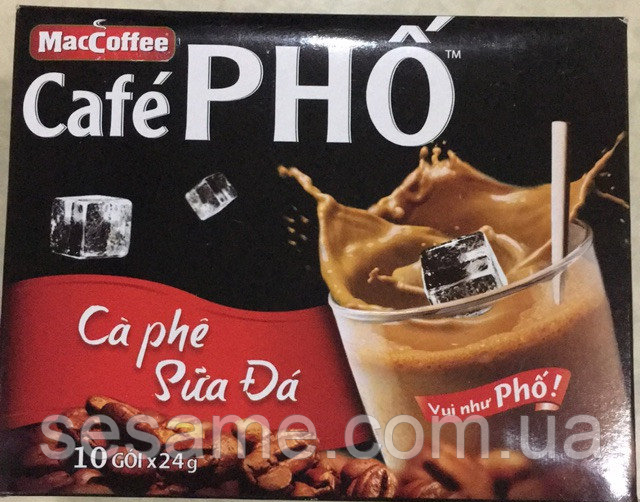 MacCoffee
Café PHỐ™
Cà phê
Sữa Đá
Vui như Phố!
sesame.com.ua
10 GÓI x 24g